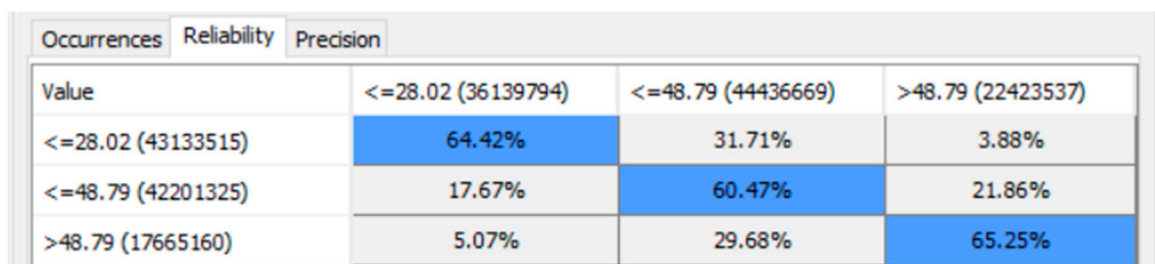 Occurrences Reliability Precision
Value <=28.02 (36139794) <=48.79 (44436669) >48.79 (22423537)
<=28.02 (43133515) 64.42% 31.71% 3.88%
<=48.79 (42201325) 17.67% 60.47% 21.86%
>48.79 (17665160) 5.07% 29.68% 65.25%